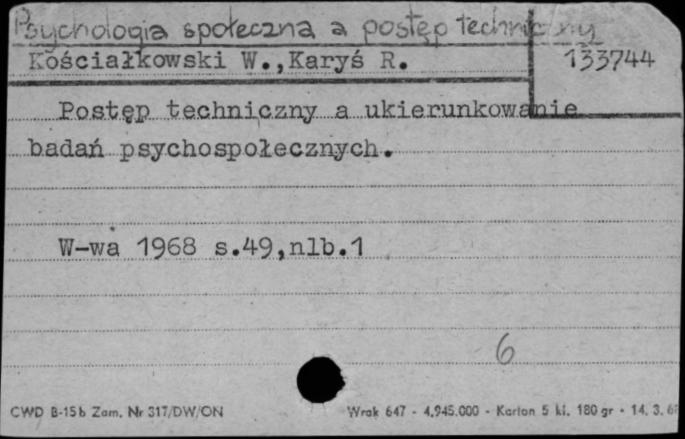 Psychologia społeczna a postęp techniczny
Kościałkowski W.,Karyś R.
133744
Postęp techniczny a ukierunkowanie
badań psychospołecznych.
W-wa 1968 s.49,nlb.1
6
CWD B-15b Zam. Nr 317/DW/ON
Wrak 647 - 4.945.000 - Karton 5 kl. 180 gr - 14. 3. 6